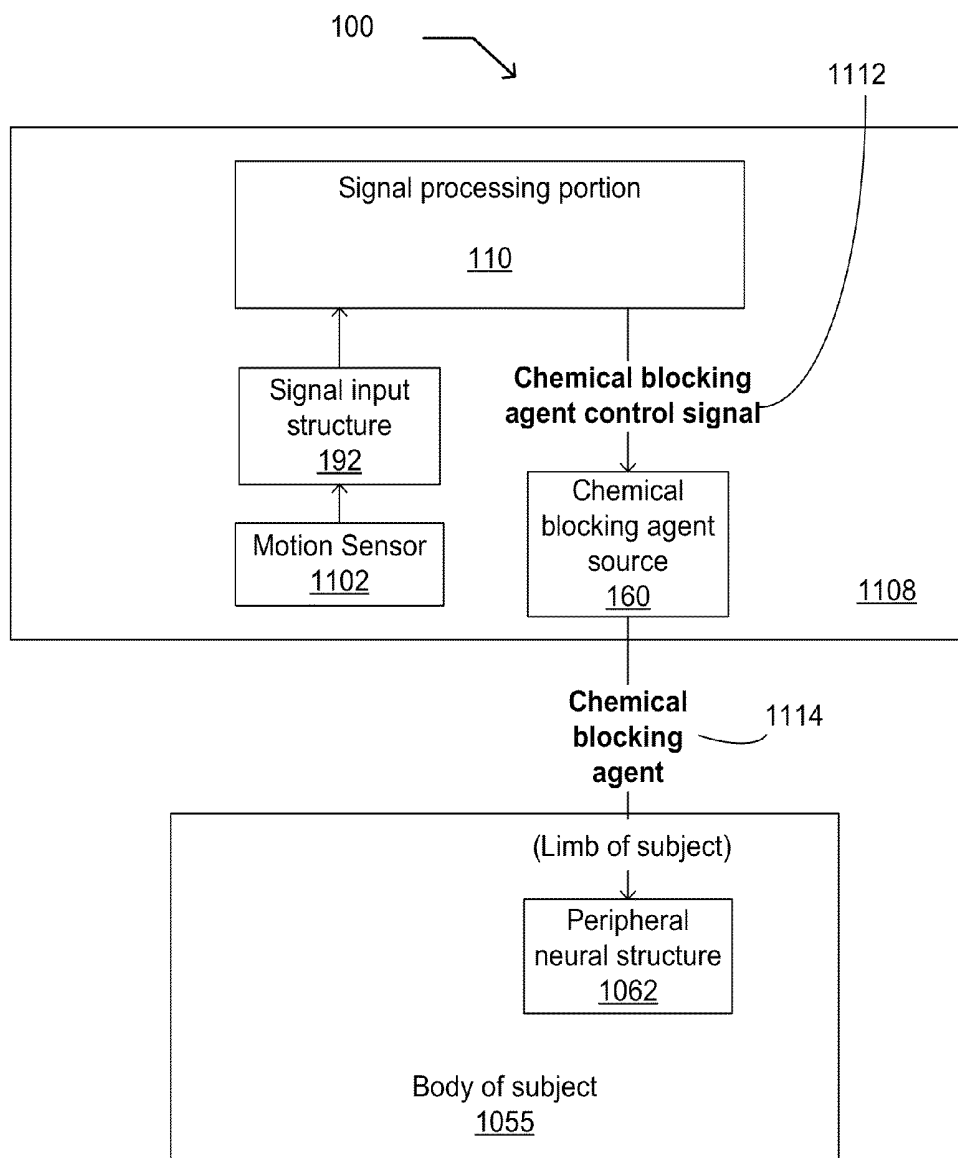 100
1112
Signal processing portion
110
Chemical blocking
agent control signal
Signal input
structure
192
Chemical
blocking agent
source
160
Motion Sensor
1102
1108
Chemical
blocking
agent
1114
(Limb of subject)
Peripheral
neural structure
1062
Body of subject
1055